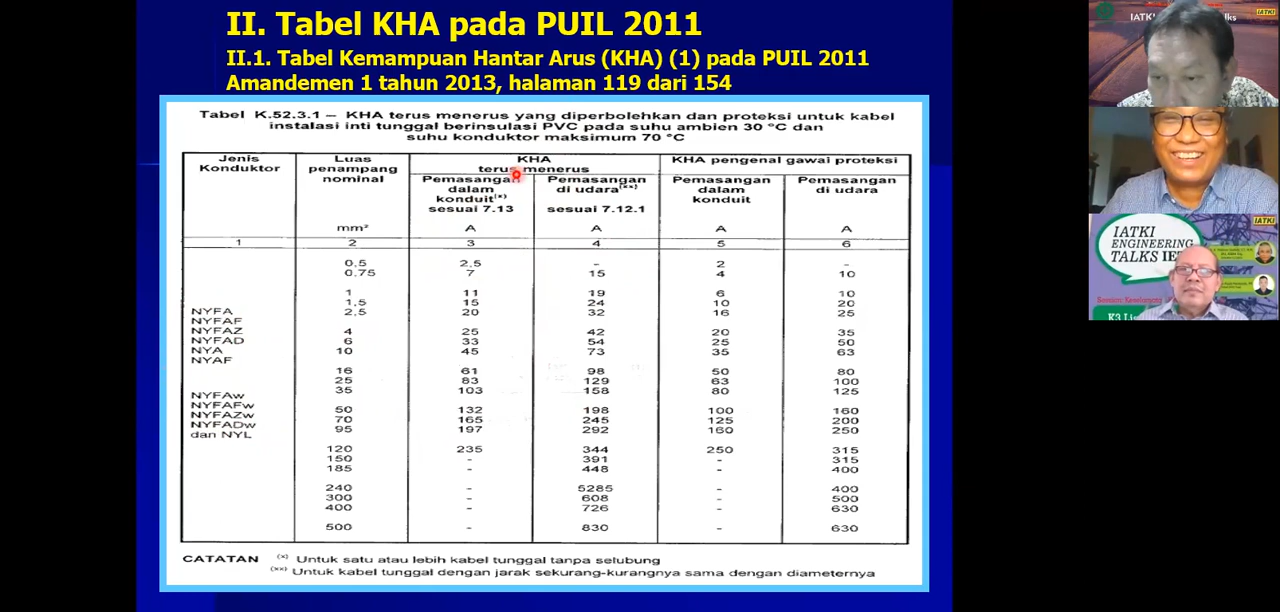 II. Tabel KHA pada PUIL 2011
II.1. Tabel Kemampuan Hantar Arus (KHA) (1) pada PUIL 2011
Amandemen 1 tahun 2013, halaman 119 dari 154
Tabel K.52.3.1 – KHA terus menerus yang diperbolehkan dan proteksi untuk kabel
instalasi inti tunggal berinsulasi PVC pada suhu ambien 30 °C dan
suhu konduktor maksimum 70 °C
Jenis Konduktor | Luas penampang nominal | KHA terus menerus | KHA pengenal gawai proteksi
Pemasangan dalam konduit(x) sesuai 7.13 | Pemasangan di udara(xx) sesuai 7.12.1 | Pemasangan dalam konduit | Pemasangan di udara
mm² | A | A | A | A
1 | 2 | 3 | 4 | 5 | 6
0,5 | 2,5 | - | 2 | -
0,75 | 7 | 15 | 4 | 10
1 | 11 | 19 | 6 | 10
1,5 | 15 | 24 | 10 | 20
NYFA | 2,5 | 20 | 32 | 16 | 25
NYFAF
NYFAZ | 4 | 25 | 42 | 20 | 35
NYFAD | 6 | 33 | 54 | 25 | 50
NYA | 10 | 45 | 73 | 35 | 63
NYAF
16 | 61 | 98 | 50 | 80
25 | 83 | 129 | 63 | 100
35 | 103 | 158 | 80 | 125
NYFAw
NYFAFw | 50 | 132 | 198 | 100 | 160
NYFAZw | 70 | 165 | 245 | 125 | 200
NYFADw | 95 | 197 | 292 | 160 | 250
dan NYL
120 | 235 | 344 | 250 | 315
150 | - | 391 | - | 315
185 | - | 448 | - | 400
240 | - | 5285 | - | 400
300 | - | 608 | - | 500
400 | - | 726 | - | 630
500 | - | 830 | - | 630
CATATAN (x) Untuk satu atau lebih kabel tunggal tanpa selubung
(xx) Untuk kabel tunggal dengan jarak sekurang-kurangnya sama dengan diameternya
IATKI
IATKI
IATKI
IATKI
ENGINEERING
TALKS